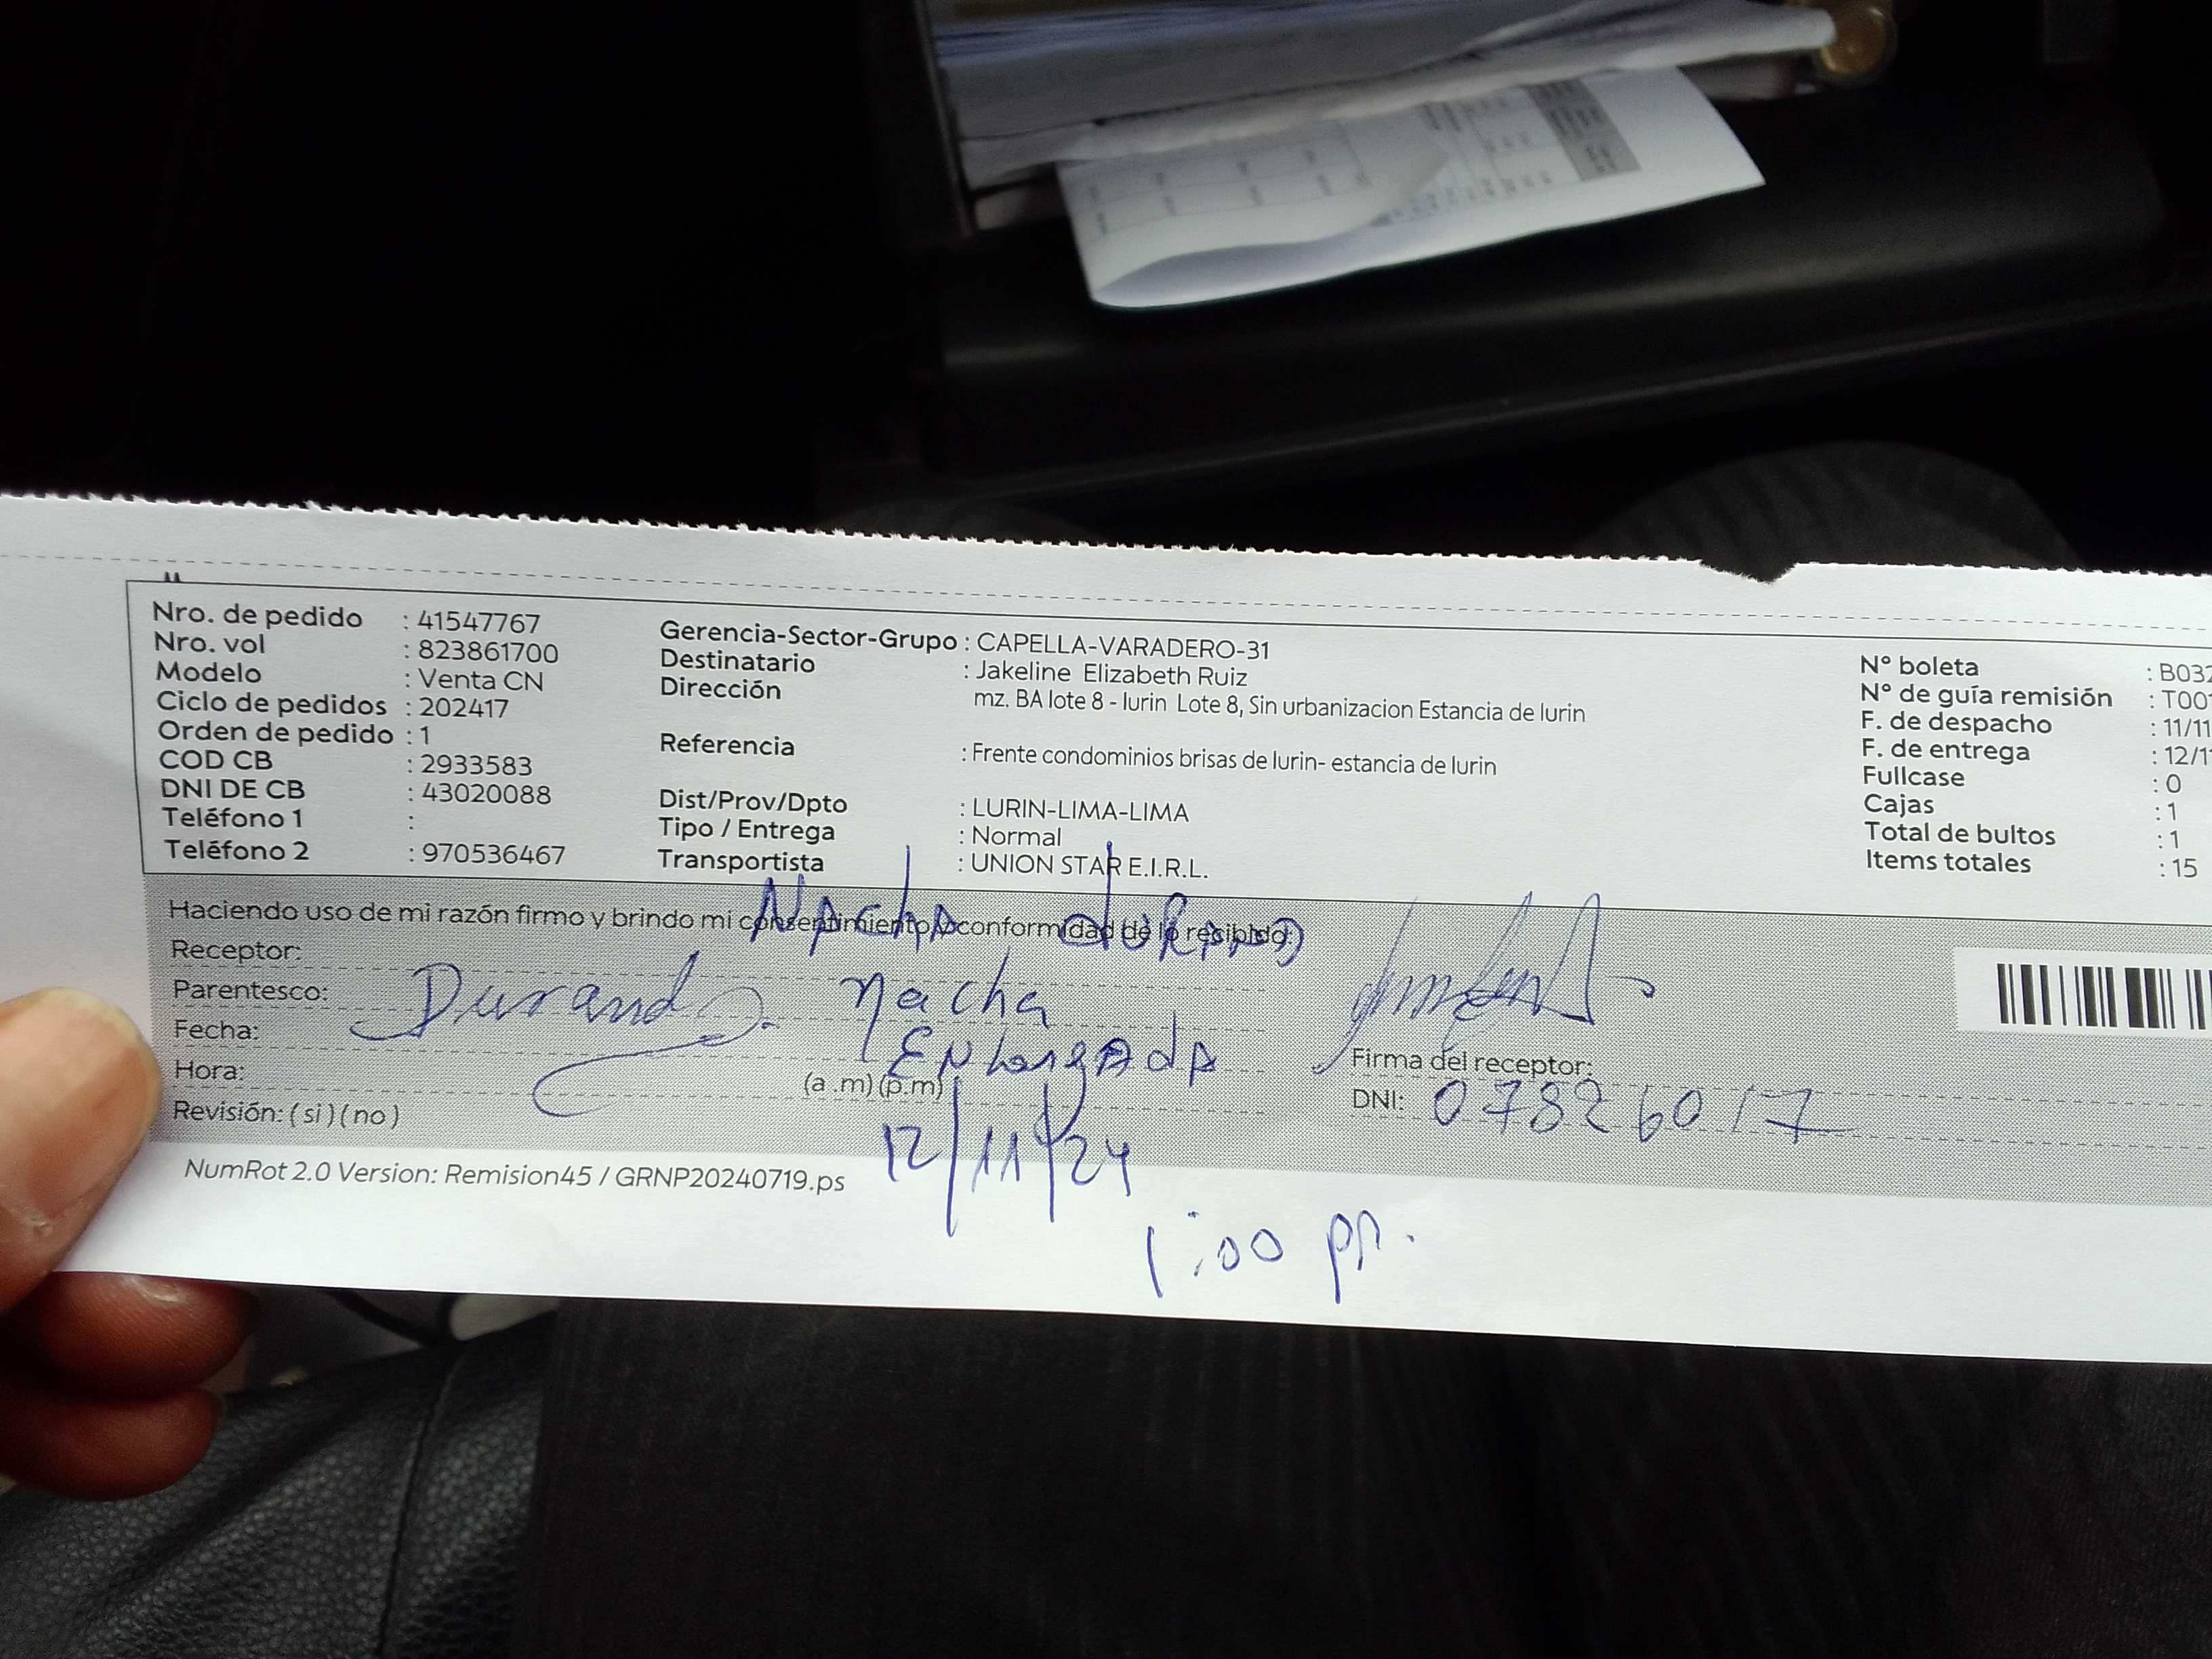 Nro. de pedido : 41547767
Nro. vol : 823861700
Modelo : Venta CN
Ciclo de pedidos : 202417
Orden de pedido : 1
COD CB : 2933583
DNI DE CB : 43020088
Teléfono 1 :
Teléfono 2 : 970536467
Gerencia-Sector-Grupo : CAPELLA-VARADERO-31
Destinatario : Jakeline Elizabeth Ruiz
Dirección mz. BA lote 8 - lurin Lote 8, Sin urbanizacion Estancia de lurin
Referencia : Frente condominios brisas de lurin- estancia de lurin
Dist/Prov/Dpto : LURIN-LIMA-LIMA
Tipo / Entrega : Normal
Transportista : UNION STAR E.I.R.L.
N° boleta : B032
N° de guía remisión : T001
F. de despacho : 11/11
F. de entrega : 12/1
Fullcase : 0
Cajas : 1
Total de bultos : 1
Items totales : 15
Haciendo uso de mi razón firmo y brindo mi consentimiento y conformidad de lo recibido.
Receptor:
Parentesco: Durand Nacha
Fecha:
Hora: (a .m) (p.m)
Revisión: ( si ) ( no )
Firma del receptor:
DNI: 07826017
12/11/24
1:00 pm.
NumRot 2.0 Version: Remision45 / GRNP20240719.ps